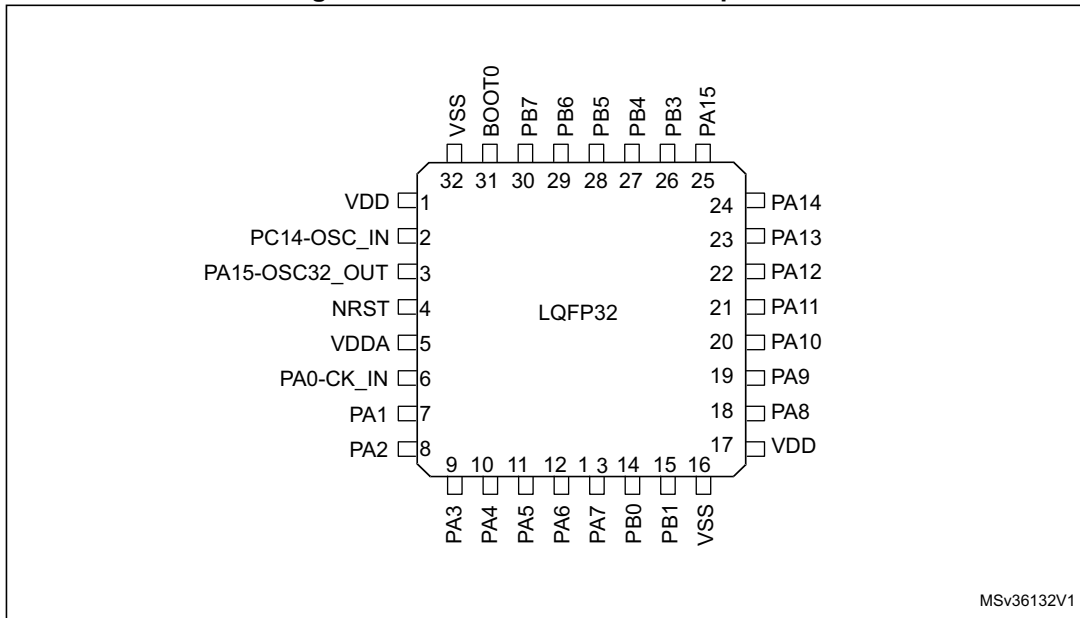 VSS
BOOT0
PB7
PB6
PB5
PB4
PB3
PA15
32 31 30 29 28 27 26 25
VDD 1
PC14-OSC_IN 2
PA15-OSC32_OUT 3
NRST 4
VDDA 5
PA0-CK_IN 6
PA1 7
PA2 8
LQFP32
24 PA14
23 PA13
22 PA12
21 PA11
20 PA10
19 PA9
18 PA8
17 VDD
9 10 11 12 1 3 14 15 16
PA3
PA4
PA5
PA6
PA7
PB0
PB1
VSS
MSv36132V1